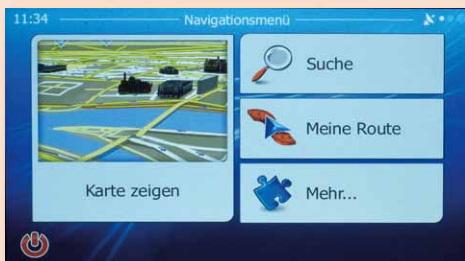 11:34
Navigationsmenü
Suche
Meine Route
Karte zeigen
Mehr...